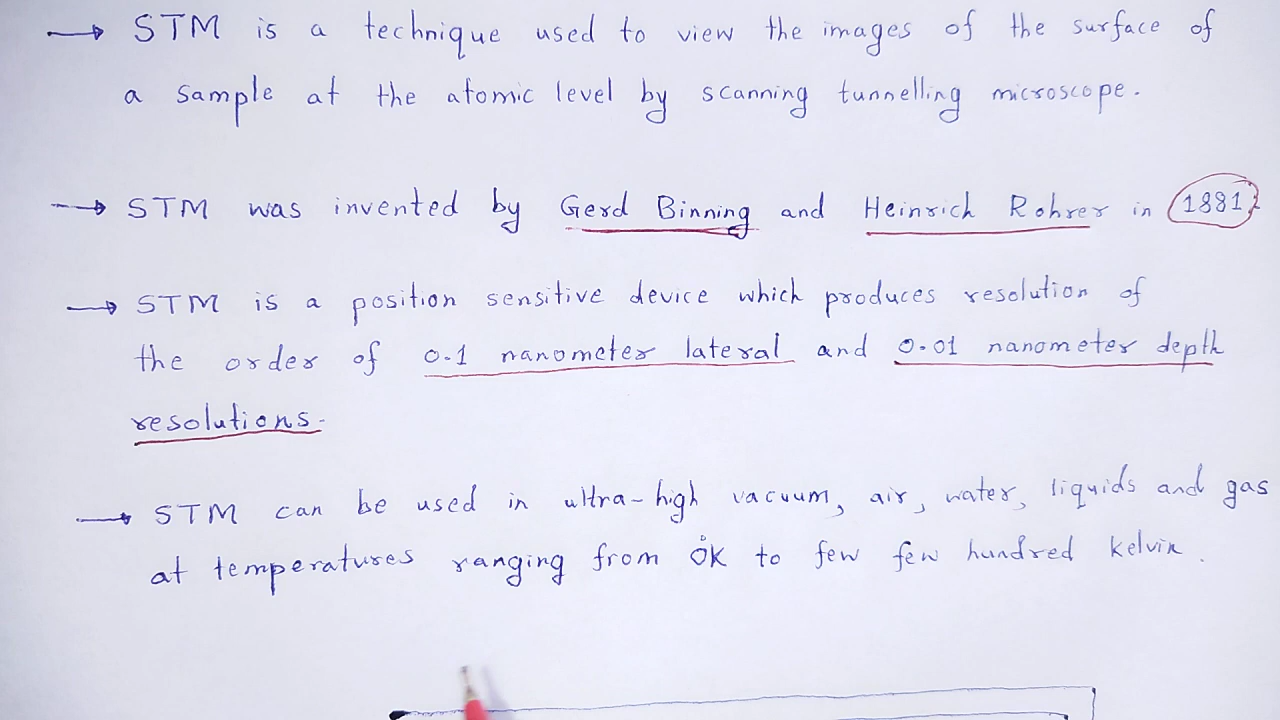 → STM is a technique used to view the images of the surface of
a sample at the atomic level by scanning tunnelling microscope.
→ STM was invented by Gerd Binning and Heinrich Rohrer in 1881
→ STM is a position sensitive device which produces resolution of
the order of 0.1 nanometer lateral and 0.01 nanometer depth
resolutions.
→ STM can be used in ultra-high vacuum, air, water, liquids and gas
at temperatures ranging from 0°K to few few hundred kelvin.